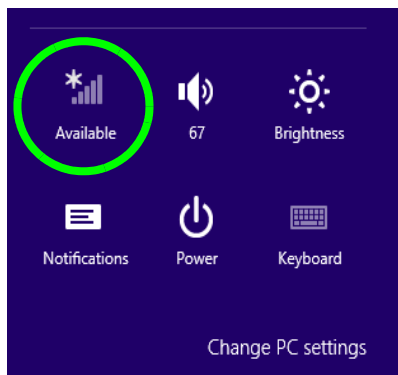 Available
67
Brightness
Notifications
Power
Keyboard
Change PC settings